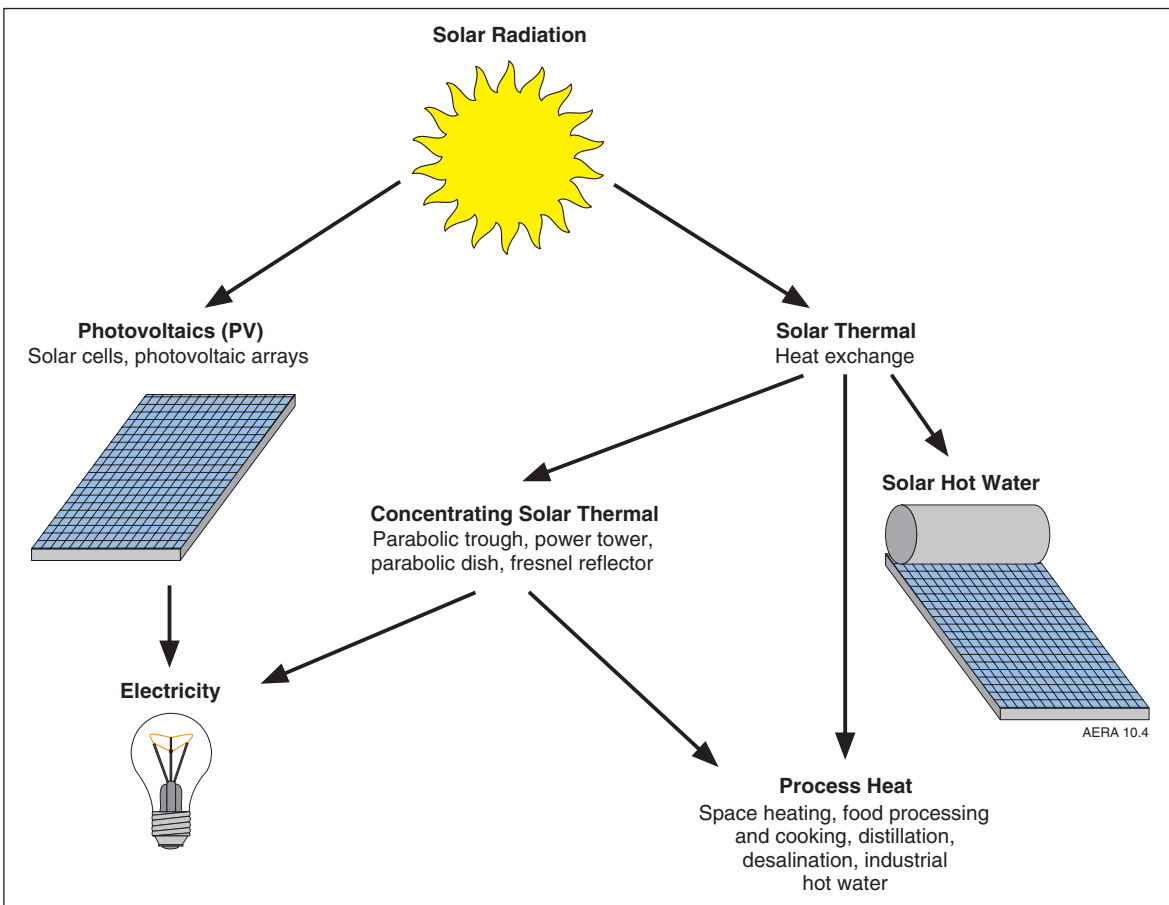 Solar Radiation
Photovoltaics (PV)
Solar cells, photovoltaic arrays
Solar Thermal
Heat exchange
Solar Hot Water
Concentrating Solar Thermal
Parabolic trough, power tower,
parabolic dish, fresnel reflector
Electricity
AERA 10.4
Process Heat
Space heating, food processing
and cooking, distillation,
desalination, industrial
hot water